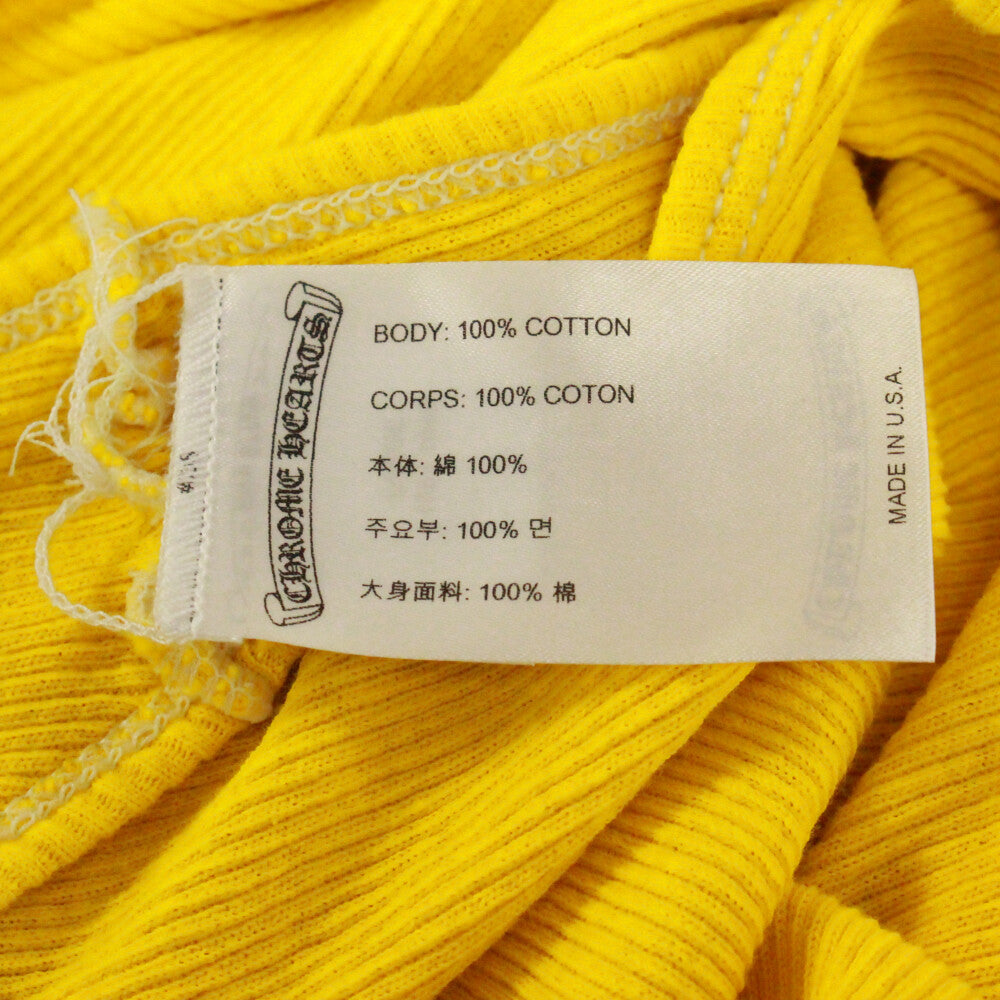 CHROME HEARTS
BODY: 100% COTTON
CORPS: 100% COTON
本体: 綿 100%
주요부: 100% 면
大身面料: 100% 棉
MADE IN U.S.A.